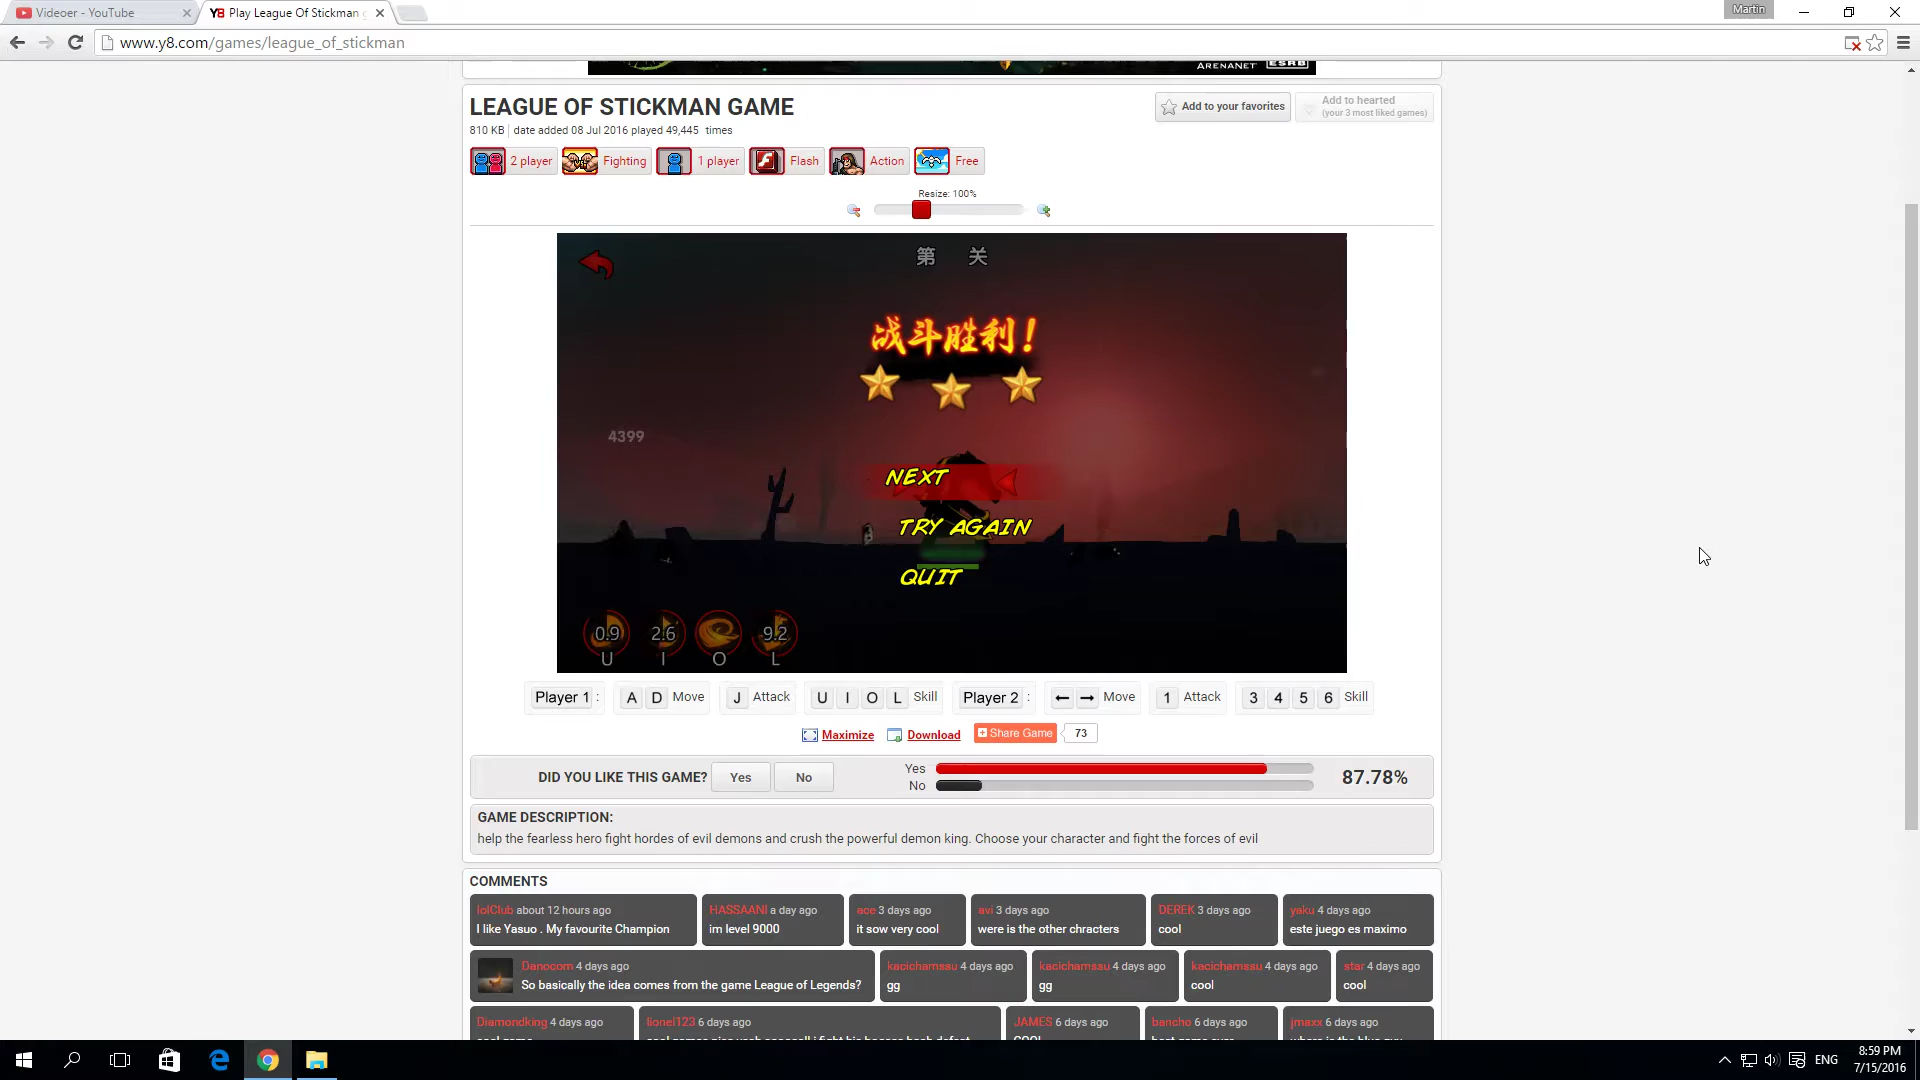 Videoer - YouTube
Y8 Play League Of Stickman g
Martin
www.y8.com/games/league_of_stickman
ARENANET ESRB
LEAGUE OF STICKMAN GAME
Add to your favorites
Add to hearted
(your 3 most liked games)
810 KB date added 08 Jul 2016 played 49,445 times
2 player Fighting 1 player Flash Action Free
Resize: 100%
第 关
战斗胜利!
4399
NEXT
TRY AGAIN
QUIT
0.9 2.6 9.2
U I O L
Player 1 : A D Move J Attack U I O L Skill Player 2 : ← → Move 1 Attack 3 4 5 6 Skill
Maximize Download Share Game 73
DID YOU LIKE THIS GAME? Yes No
Yes
No
87.78%
GAME DESCRIPTION:
help the fearless hero fight hordes of evil demons and crush the powerful demon king. Choose your character and fight the forces of evil
COMMENTS
lolClub about 12 hours ago
I like Yasuo . My favourite Champion
HASSAANI a day ago
im level 9000
ace 3 days ago
it sow very cool
avi 3 days ago
were is the other chracters
DEREK 3 days ago
cool
yaku 4 days ago
este juego es maximo
Danocom 4 days ago
So basically the idea comes from the game League of Legends?
kacichamssu 4 days ago
gg
kacichamssu 4 days ago
gg
kacichamssu 4 days ago
cool
star 4 days ago
cool
Diamondking 4 days ago
lionel123 6 days ago
JAMES 6 days ago
bancho 6 days ago
jmaxx 6 days ago
ENG
8:59 PM
7/15/2016